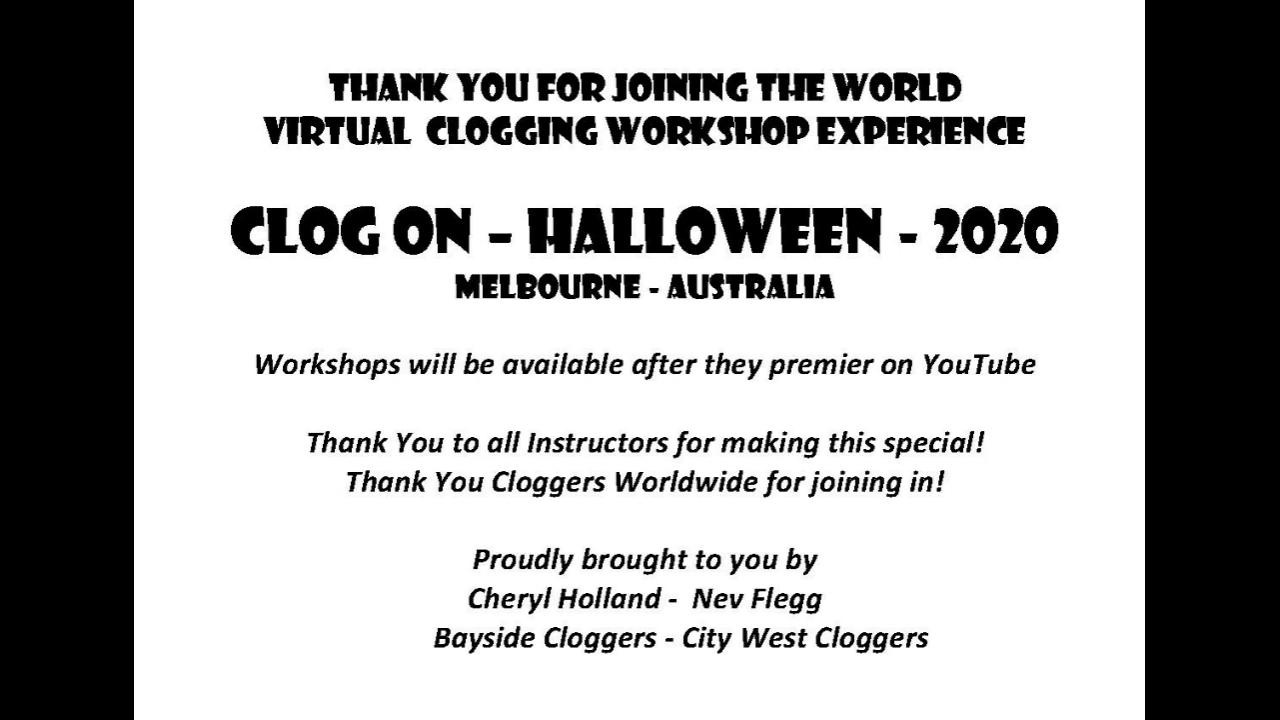 THANK YOU FOR JOINING THE WORLD
VIRTUAL CLOGGING WORKSHOP EXPERIENCE
CLOG ON – HALLOWEEN - 2020
MELBOURNE - AUSTRALIA
Workshops will be available after they premier on YouTube
Thank You to all Instructors for making this special!
Thank You Cloggers Worldwide for joining in!
Proudly brought to you by
Cheryl Holland - Nev Flegg
Bayside Cloggers - City West Cloggers